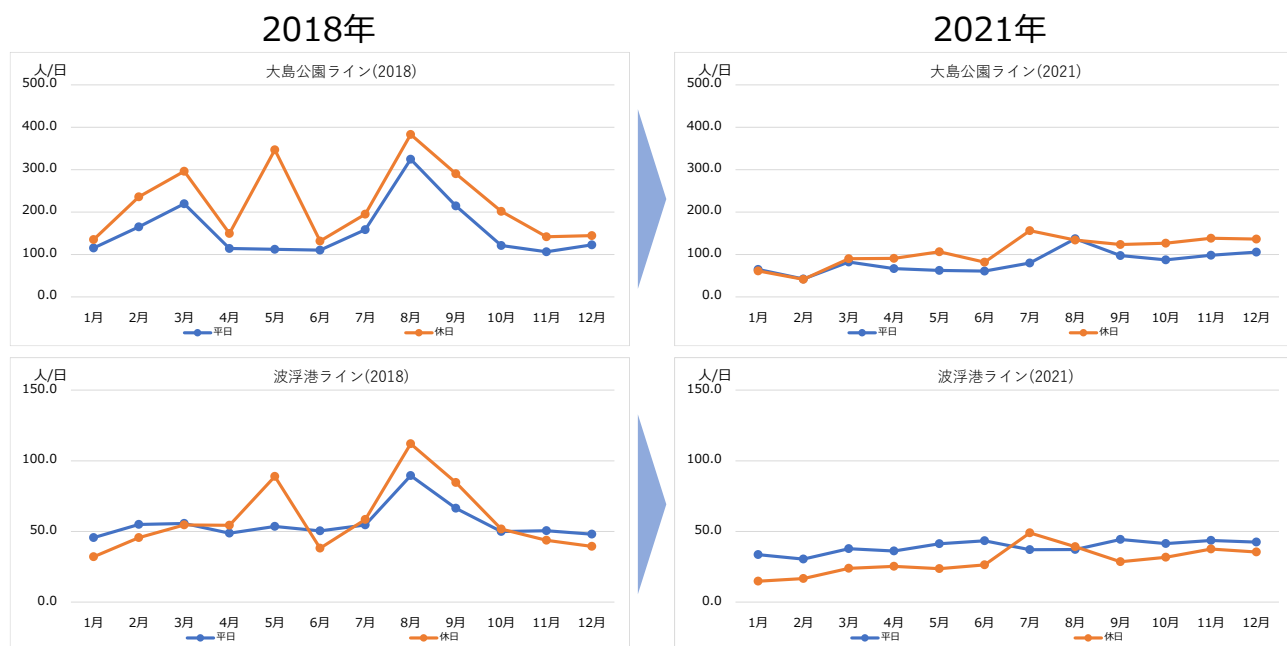 2018年
2021年
人/日
大島公園ライン(2018)
500.0
400.0
300.0
200.0
100.0
0.0
1月 2月 3月 4月 5月 6月 7月 8月 9月 10月 11月 12月
平日 休日
人/日
大島公園ライン(2021)
500.0
400.0
300.0
200.0
100.0
0.0
1月 2月 3月 4月 5月 6月 7月 8月 9月 10月 11月 12月
平日 休日
人/日
波浮港ライン(2018)
150.0
100.0
50.0
0.0
1月 2月 3月 4月 5月 6月 7月 8月 9月 10月 11月 12月
平日 休日
人/日
波浮港ライン(2021)
150.0
100.0
50.0
0.0
1月 2月 3月 4月 5月 6月 7月 8月 9月 10月 11月 12月
平日 休日